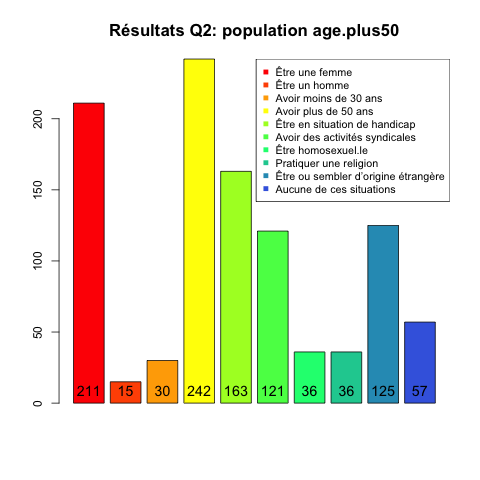 Résultats Q2: population age.plus50
Être une femme
Être un homme
Avoir moins de 30 ans
Avoir plus de 50 ans
Être en situation de handicap
Avoir des activités syndicales
Être homosexuel.le
Pratiquer une religion
Être ou sembler d'origine étrangère
Aucune de ces situations
200
150
100
50
0
211 15 30 242 163 121 36 36 125 57